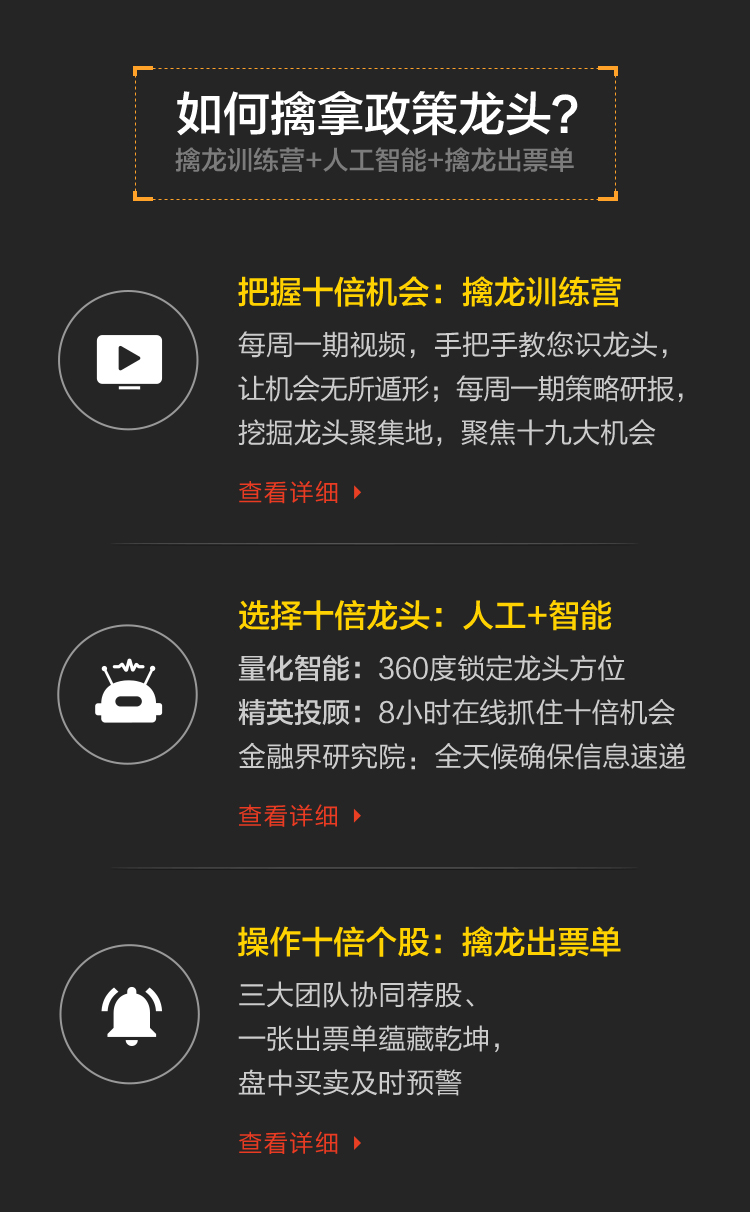 如何擒拿政策龙头?
擒龙训练营+人工智能+擒龙出票单
把握十倍机会：擒龙训练营
每周一期视频，手把手教您识龙头，
让机会无所遁形；每周一期策略研报，
挖掘龙头聚集地，聚焦十九大机会
查看详细
选择十倍龙头：人工+智能
量化智能：360度锁定龙头方位
精英投顾：8小时在线抓住十倍机会
金融界研究院：全天候确保信息速递
查看详细
操作十倍个股：擒龙出票单
三大团队协同荐股、
一张出票单蕴藏乾坤，
盘中买卖及时预警
查看详细